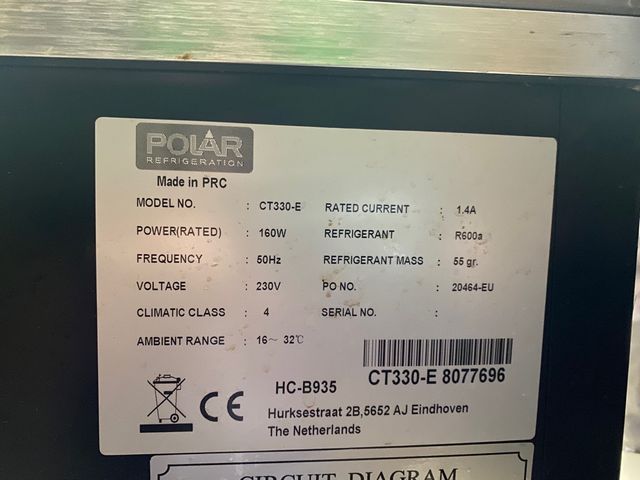 POLAR
REFRIGERATION
Made in PRC
MODEL NO. : CT330-E RATED CURRENT : 1.4A
POWER(RATED) : 160W REFRIGERANT : R600a
FREQUENCY : 50Hz REFRIGERANT MASS : 55 gr.
VOLTAGE : 230V PO NO. : 20464-EU
CLIMATIC CLASS : 4 SERIAL NO. :
AMBIENT RANGE : 16~ 32℃
CT330-E 8077696
HC-B935
CE
Hurksestraat 2B,5652 AJ Eindhoven
The Netherlands
CIRCUIT DIAGRAM